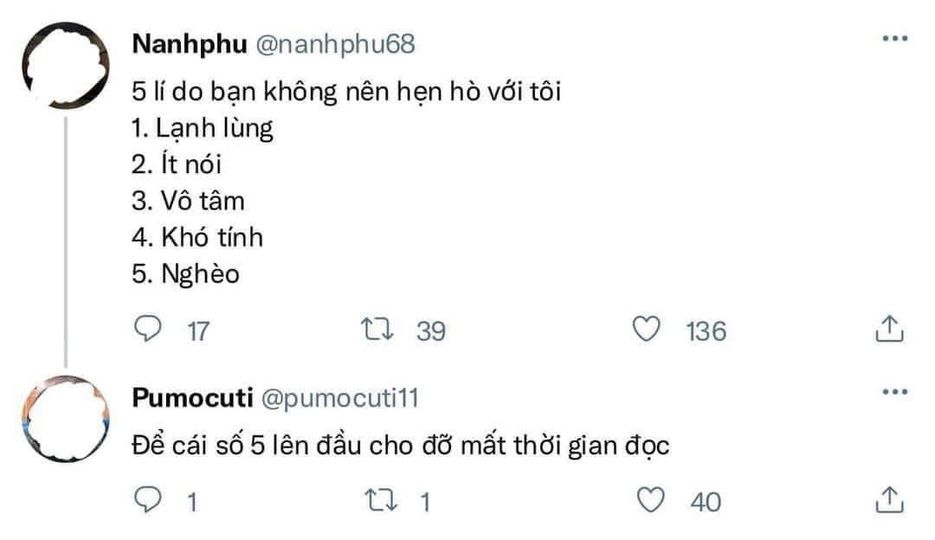 Nanhphu @nanhphu68
5 lí do bạn không nên hẹn hò với tôi
1. Lạnh lùng
2. Ít nói
3. Vô tâm
4. Khó tính
5. Nghèo
17 39 136
Pumocuti @pumocuti11
Để cái số 5 lên đầu cho đỡ mất thời gian đọc
1 1 40